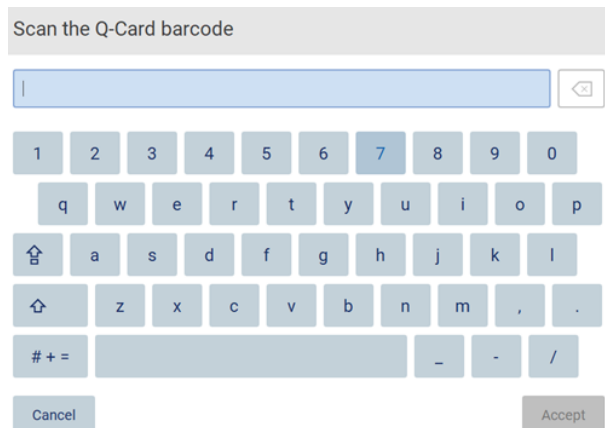 Scan the Q-Card barcode
1 2 3 4 5 6 7 8 9 0
q w e r t y u i o p
a s d f g h j k l
z x c v b n m , .
# + = _ - /
Cancel Accept